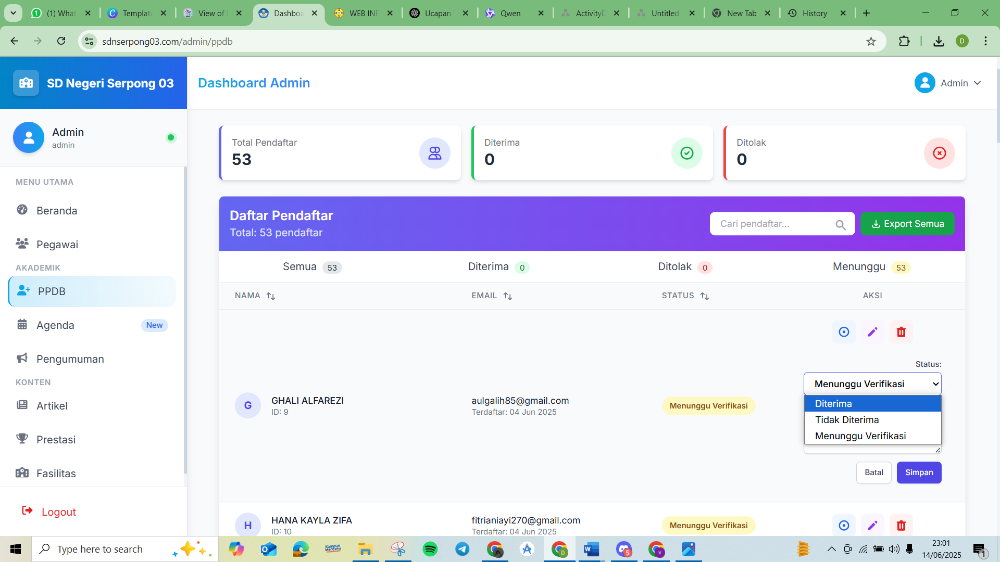 (1) What
Template
View of
Dashboa
WEB INF
Ucapan
Qwen
ActivityD
Untitled
New Tab
History
sdnserpong03.com/admin/ppdb
D
SD Negeri Serpong 03
Dashboard Admin
Admin
Admin
admin
Total Pendaftar
53
Diterima
0
Ditolak
0
MENU UTAMA
Beranda
Pegawai
AKADEMIK
PPDB
Agenda
New
Pengumuman
KONTEN
Artikel
Prestasi
Fasilitas
Logout
Daftar Pendaftar
Total: 53 pendaftar
Cari pendaftar...
Export Semua
Semua 53
Diterima 0
Ditolak 0
Menunggu 53
NAMA
EMAIL
STATUS
AKSI
Status:
Menunggu Verifikasi
Diterima
Tidak Diterima
Menunggu Verifikasi
G
GHALI ALFAREZI
ID: 9
aulgalih85@gmail.com
Terdaftar: 04 Jun 2025
Menunggu Verifikasi
Batal
Simpan
H
HANA KAYLA ZIFA
ID: 10
fitrianiayi270@gmail.com
Terdaftar: 04 Jun 2025
Menunggu Verifikasi
Type here to search
Kampus
Merdeka
23:01
14/06/2025
1